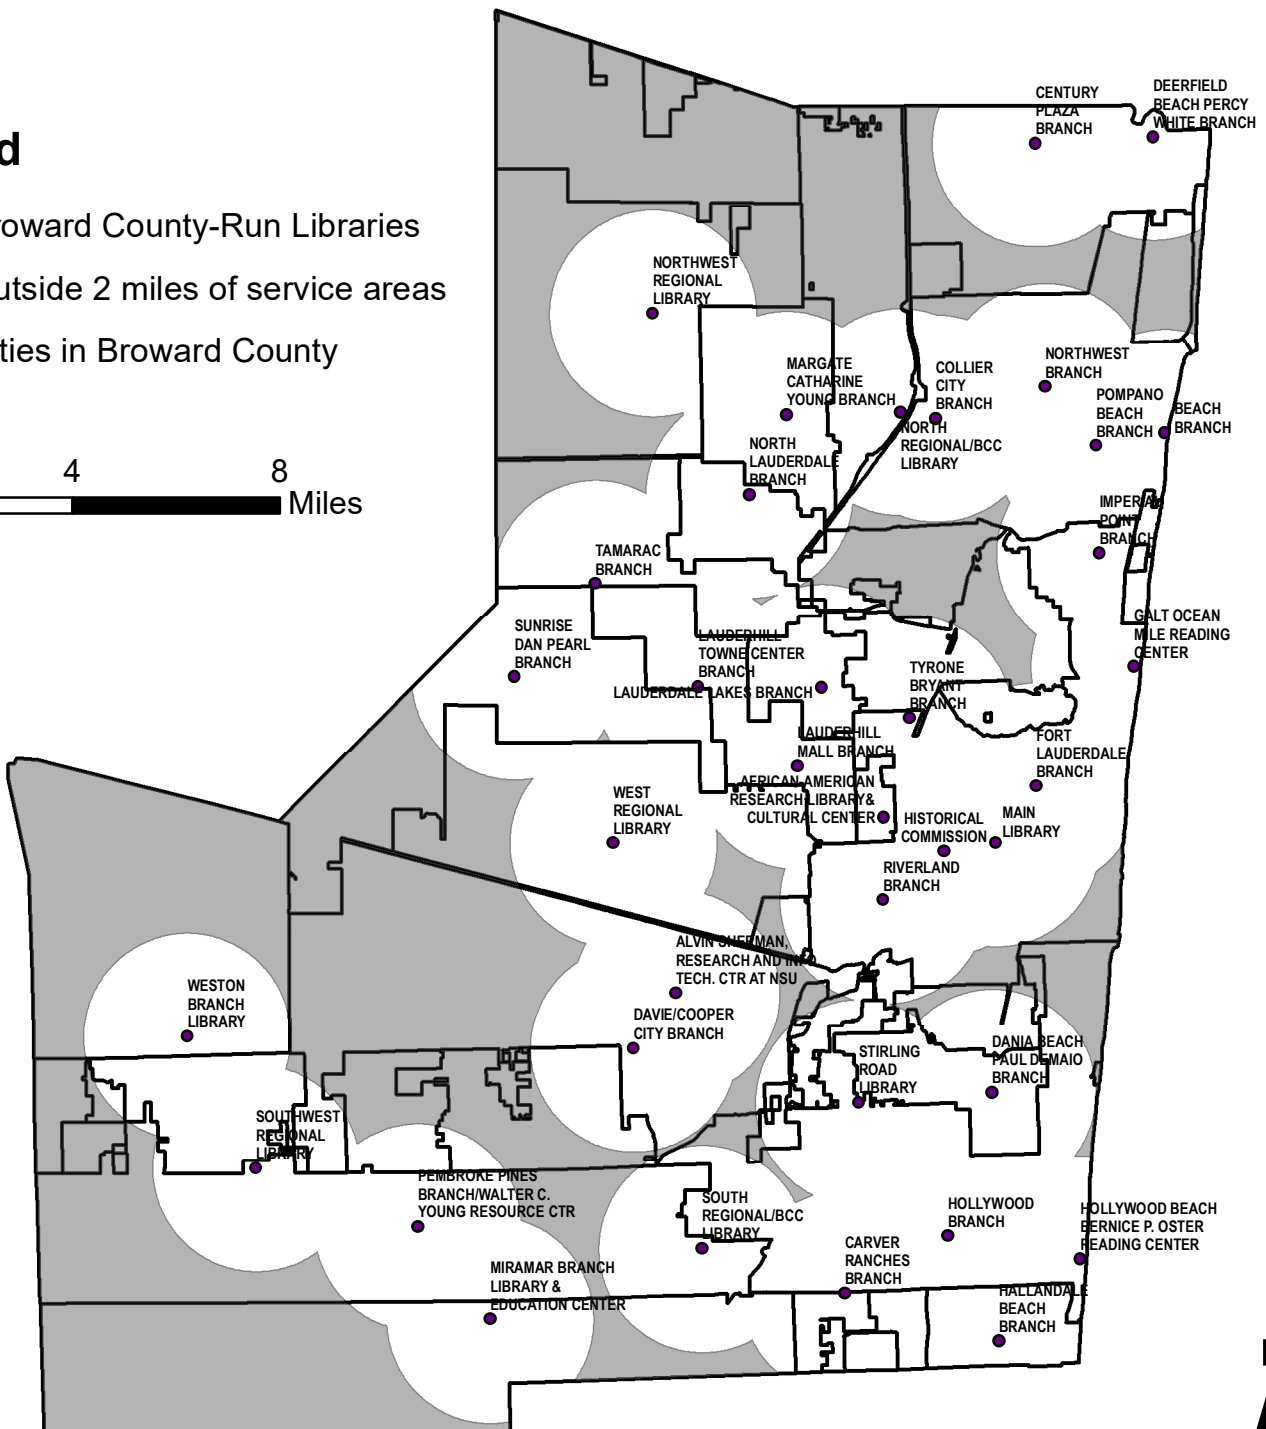 CENTURY
PLAZA
BRANCH
DEERFIELD
BEACH PERCY
WHITE BRANCH
d
roward County-Run Libraries
utside 2 miles of service areas
ties in Broward County
4 8
Miles
NORTHWEST
REGIONAL
LIBRARY
MARGATE
CATHARINE
YOUNG BRANCH
COLLIER
CITY
BRANCH
NORTHWEST
BRANCH
POMPANO
BEACH
BRANCH
BEACH
BRANCH
NORTH
REGIONAL/BCC
LIBRARY
NORTH
LAUDERDALE
BRANCH
IMPERIAL
POINT
BRANCH
TAMARAC
BRANCH
SUNRISE
DAN PEARL
BRANCH
LAUDERHILL
TOWNE CENTER
BRANCH
LAUDERDALE LAKES BRANCH
GALT OCEAN
MILE READING
CENTER
TYRONE
BRYANT
BRANCH
LAUDERHILL
MALL BRANCH
FORT
LAUDERDALE
BRANCH
WEST
REGIONAL
LIBRARY
AFRICAN-AMERICAN
RESEARCH LIBRARY&
CULTURAL CENTER
HISTORICAL
COMMISSION
MAIN
LIBRARY
RIVERLAND
BRANCH
ALVIN SHERMAN,
RESEARCH AND INFO
TECH. CTR AT NSU
WESTON
BRANCH
LIBRARY
DAVIE/COOPER
CITY BRANCH
STIRLING
ROAD
LIBRARY
DANIA BEACH
PAUL DEMAIO
BRANCH
SOUTHWEST
REGIONAL
LIBRARY
PEMBROKE PINES
BRANCH/WALTER C.
YOUNG RESOURCE CTR
SOUTH
REGIONAL/BCC
LIBRARY
HOLLYWOOD
BRANCH
HOLLYWOOD BEACH
BERNICE P. OSTER
READING CENTER
CARVER
RANCHES
BRANCH
MIRAMAR BRANCH
LIBRARY &
EDUCATION CENTER
HALLANDALE
BEACH
BRANCH